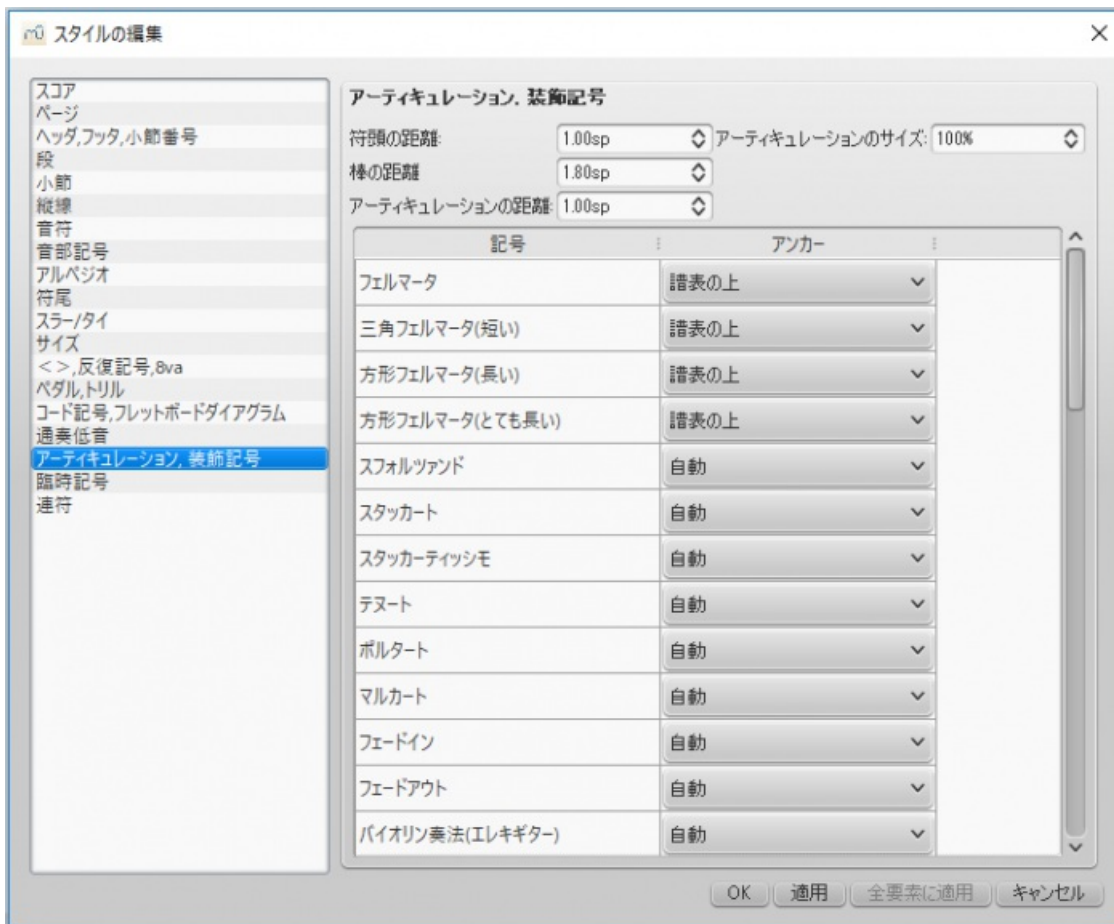 mû スタイルの編集
スコア
ページ
ヘッダ,フッタ,小節番号
段
小節
縦線
音符
音部記号
アルペジオ
符尾
スラー/タイ
サイズ
< >,反復記号,8va
ペダル,トリル
コード記号,フレットボードダイアグラム
通奏低音
アーティキュレーション, 装飾記号
臨時記号
連符
アーティキュレーション, 装飾記号
符頭の距離: 1.00sp アーティキュレーションのサイズ: 100%
棒の距離 1.80sp
アーティキュレーションの距離: 1.00sp
記号 アンカー
フェルマータ 譜表の上
三角フェルマータ(短い) 譜表の上
方形フェルマータ(長い) 譜表の上
方形フェルマータ(とても長い) 譜表の上
スフォルツァンド 自動
スタッカート 自動
スタッカーティッシモ 自動
テヌート 自動
ポルタート 自動
マルカート 自動
フェードイン 自動
フェードアウト 自動
バイオリン奏法(エレキギター) 自動
OK 適用 全要素に適用 キャンセル